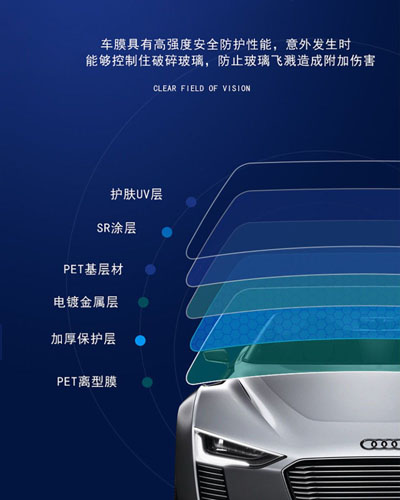 车膜具有高强度安全防护性能，意外发生时
能够控制住破碎玻璃，防止玻璃飞溅造成附加伤害
CLEAR FIELD OF VISION
护肤UV层
SR涂层
PET基层材
电镀金属层
加厚保护层
PET离型膜